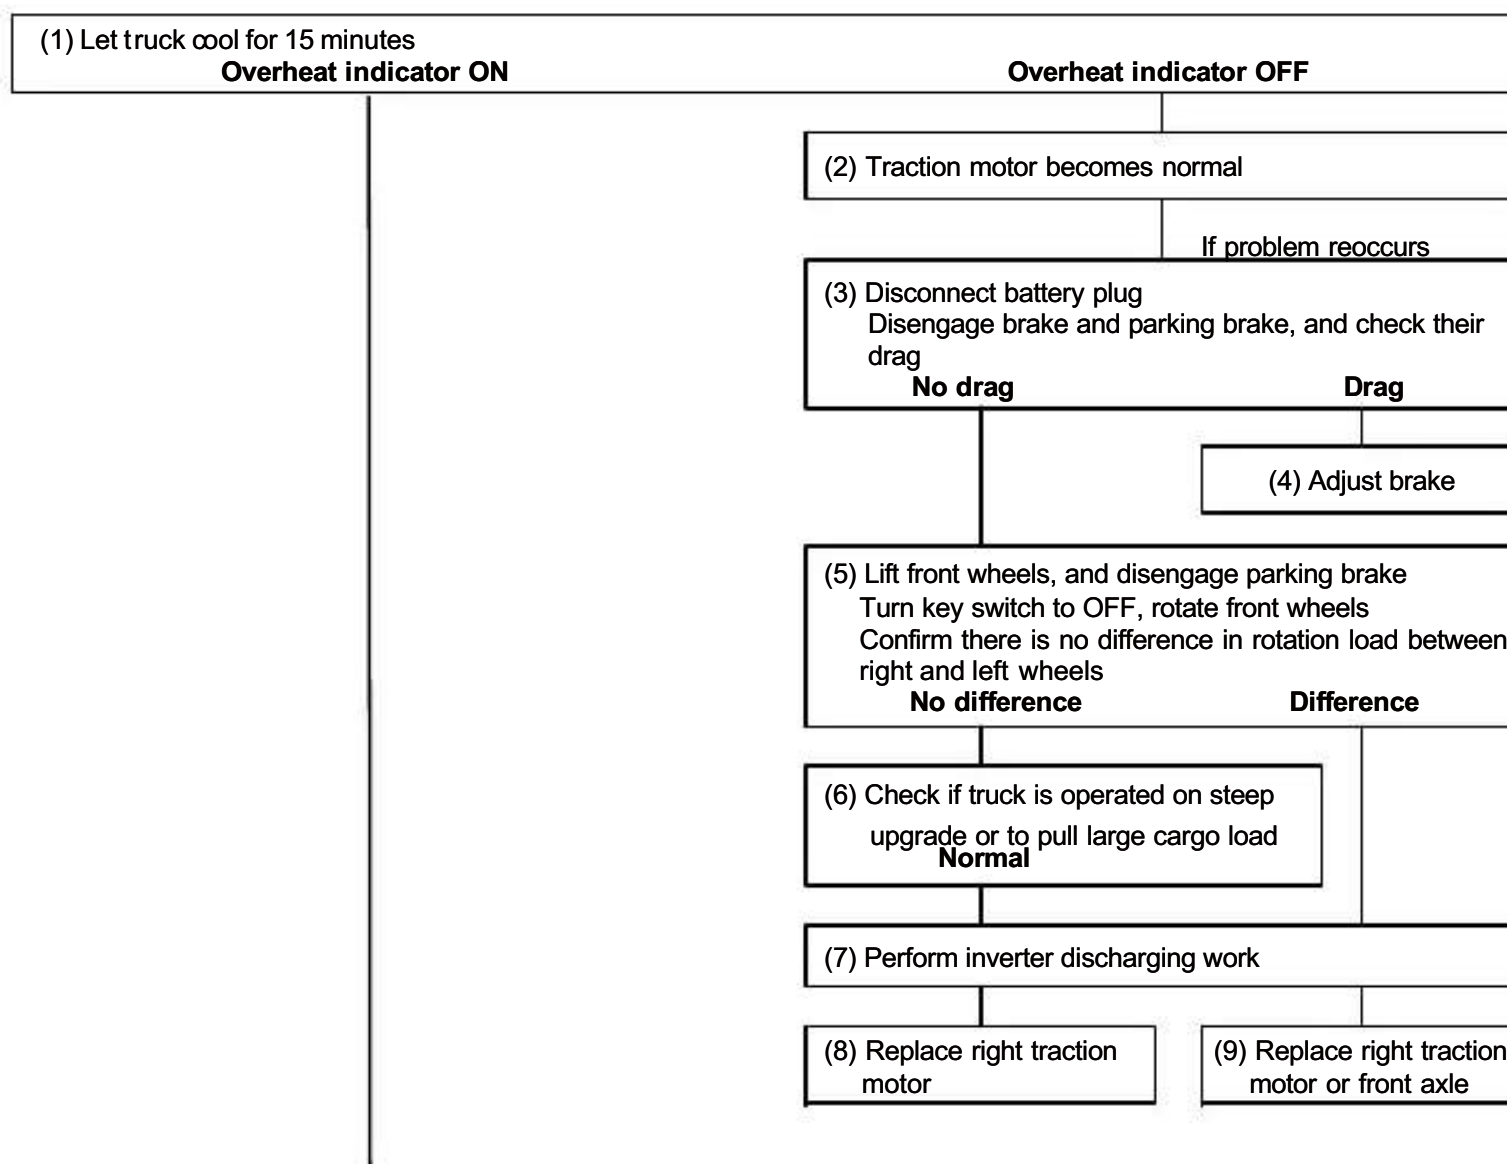 (1) Let truck cool for 15 minutes
Overheat indicator ON Overheat indicator OFF
(2) Traction motor becomes normal
If problem reoccurs
(3) Disconnect battery plug
Disengage brake and parking brake, and check their
drag
No drag Drag
(4) Adjust brake
(5) Lift front wheels, and disengage parking brake
Turn key switch to OFF, rotate front wheels
Confirm there is no difference in rotation load between
right and left wheels
No difference Difference
(6) Check if truck is operated on steep
upgrade or to pull large cargo load
Normal
(7) Perform inverter discharging work
(8) Replace right traction
motor
(9) Replace right traction
motor or front axle